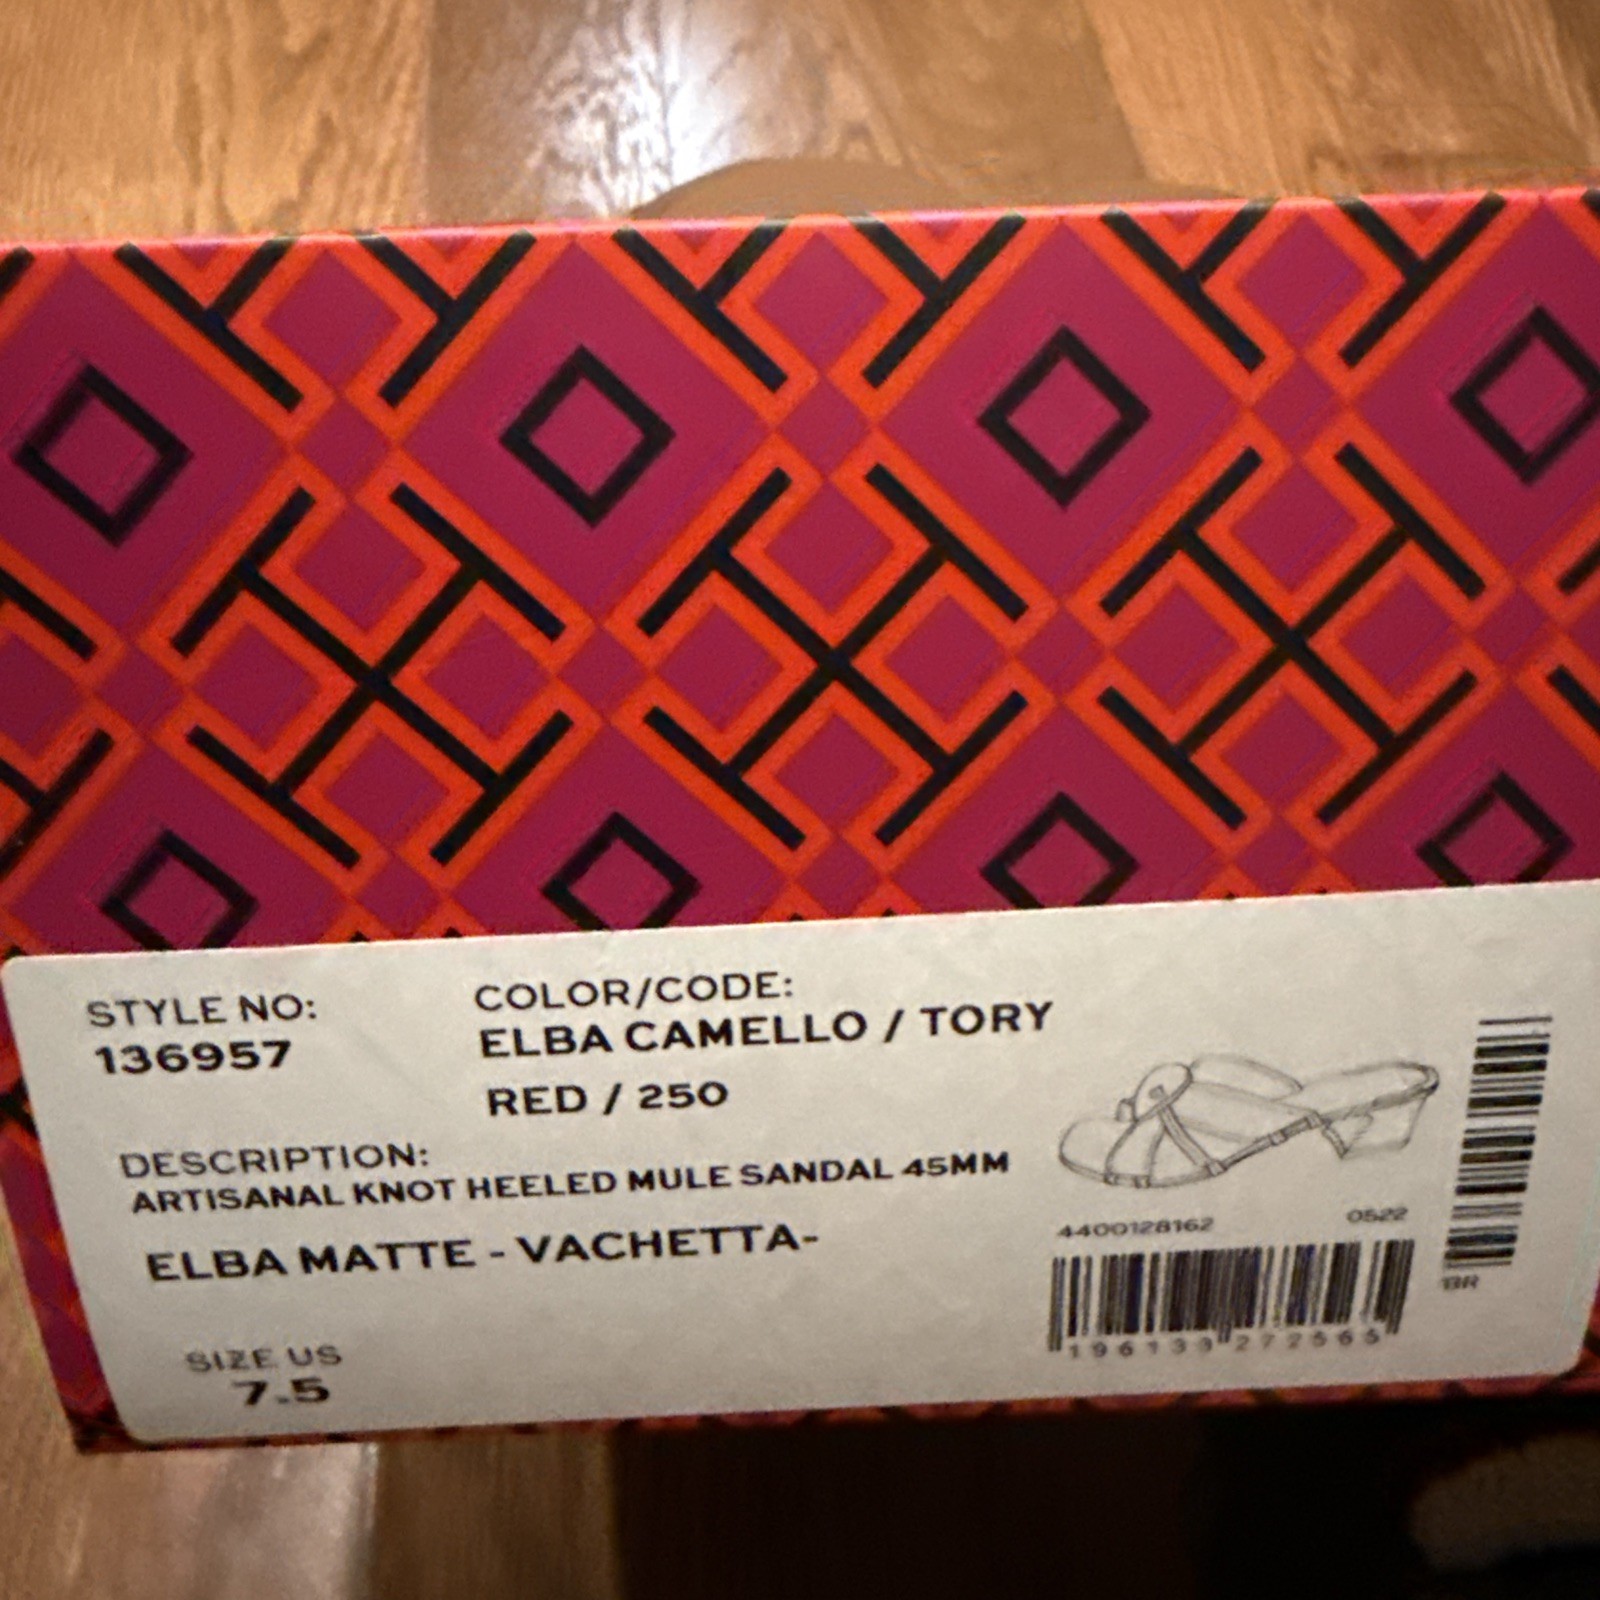 STYLE NO:
136957
COLOR/CODE:
ELBA CAMELLO / TORY
RED / 250
DESCRIPTION:
ARTISANAL KNOT HEELED MULE SANDAL 45MM
ELBA MATTE - VACHETTA-
SIZE US
7.5
4400128162
0522
BR
196133272565